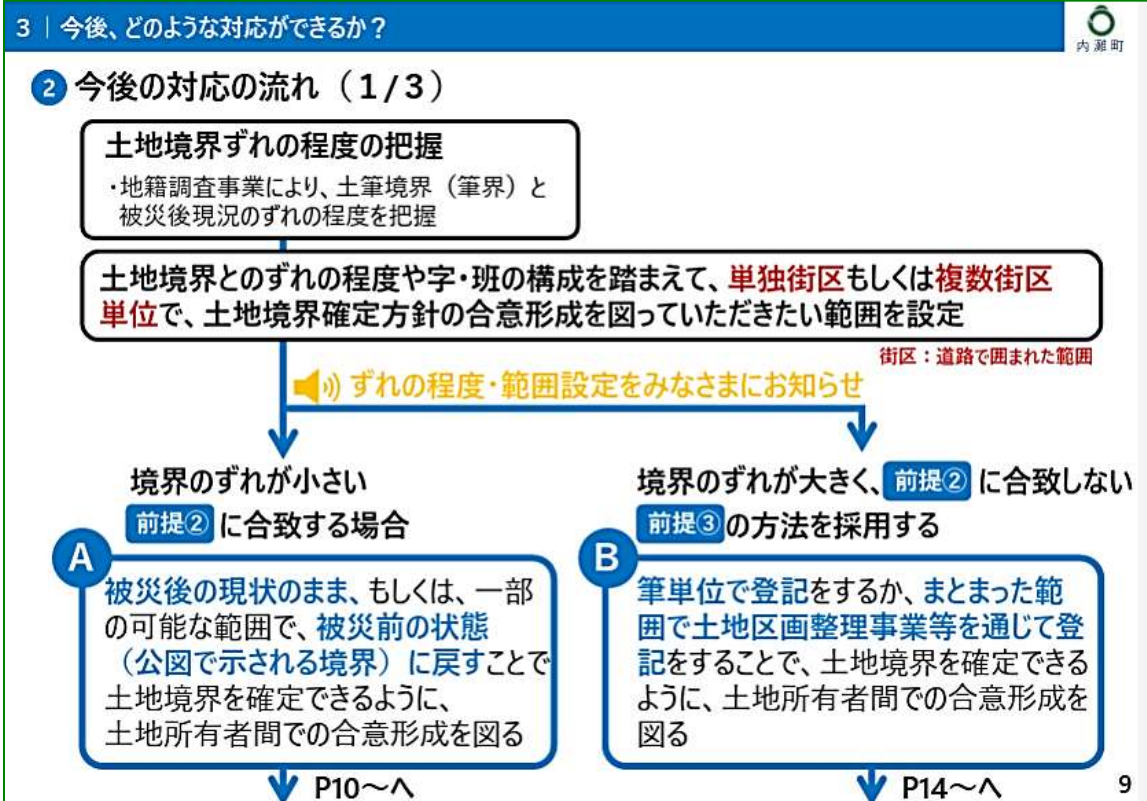 3 | 今後、どのような対応ができるか？
内灘町
2 今後の対応の流れ（1/3）
土地境界ずれの程度の把握
・地籍調査事業により、土筆境界（筆界）と
被災後現況のずれの程度を把握
土地境界とのずれの程度や字・班の構成を踏まえて、単独街区もしくは複数街区
単位で、土地境界確定方針の合意形成を図っていただきたい範囲を設定
街区：道路で囲まれた範囲
ずれの程度・範囲設定をみなさまにお知らせ
境界のずれが小さい
前提② に合致する場合
A
被災後の現状のまま、もしくは、一部
の可能な範囲で、被災前の状態
（公図で示される境界）に戻すことで
土地境界を確定できるように、
土地所有者間での合意形成を図る
P10～へ
境界のずれが大きく、前提② に合致しない
前提③ の方法を採用する
B
筆単位で登記をするか、まとまった範
囲で土地区画整理事業等を通じて登
記をすることで、土地境界を確定できる
ように、土地所有者間での合意形成を
図る
P14～へ
9